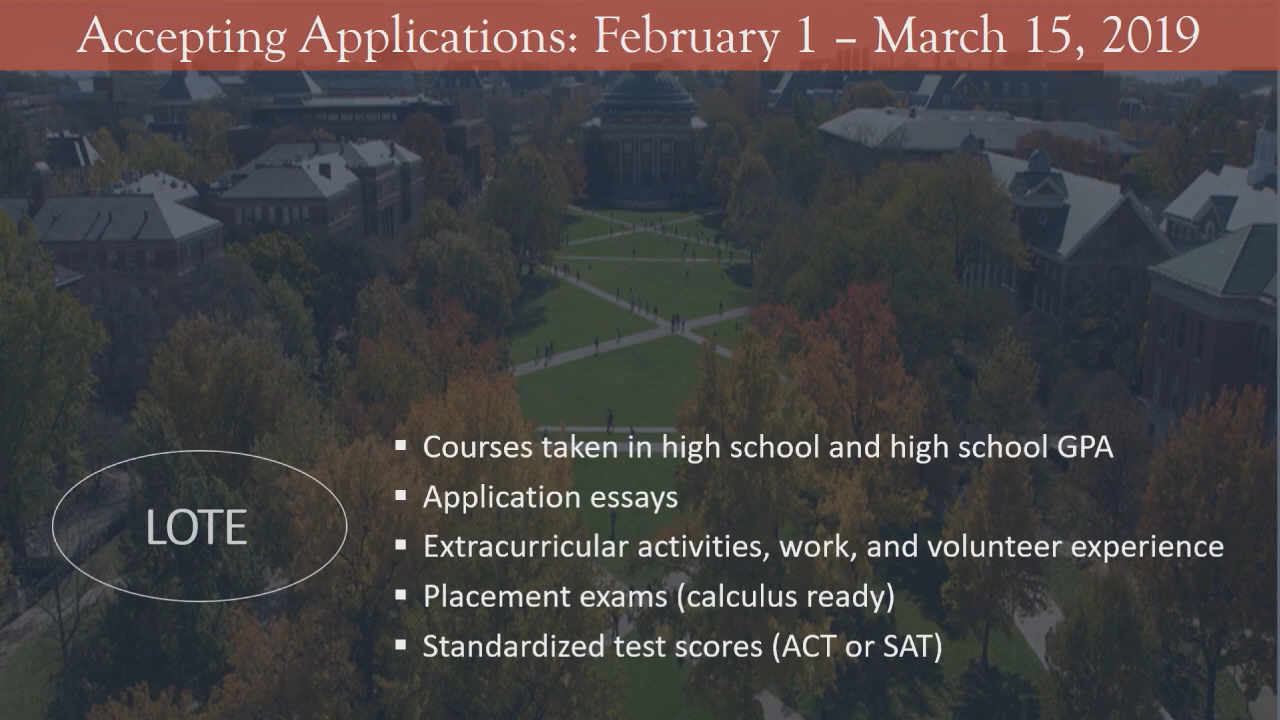 Accepting Applications: February 1 – March 15, 2019
LOTE
▪ Courses taken in high school and high school GPA
▪ Application essays
▪ Extracurricular activities, work, and volunteer experience
▪ Placement exams (calculus ready)
▪ Standardized test scores (ACT or SAT)